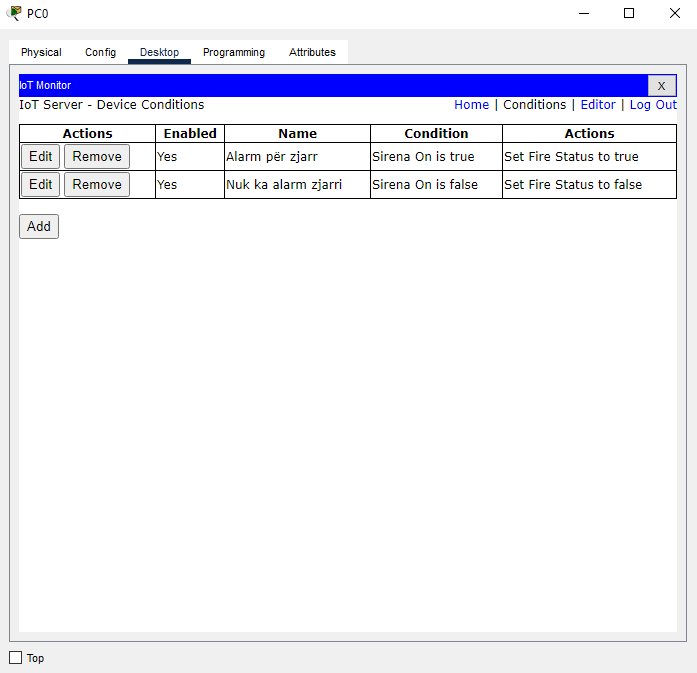 PC0
Physical Config Desktop Programming Attributes
IoT Monitor X
IoT Server - Device Conditions Home | Conditions | Editor | Log Out
Actions Enabled Name Condition Actions
Edit Remove Yes Alarm për zjarr Sirena On is true Set Fire Status to true
Edit Remove Yes Nuk ka alarm zjarri Sirena On is false Set Fire Status to false
Add
Top